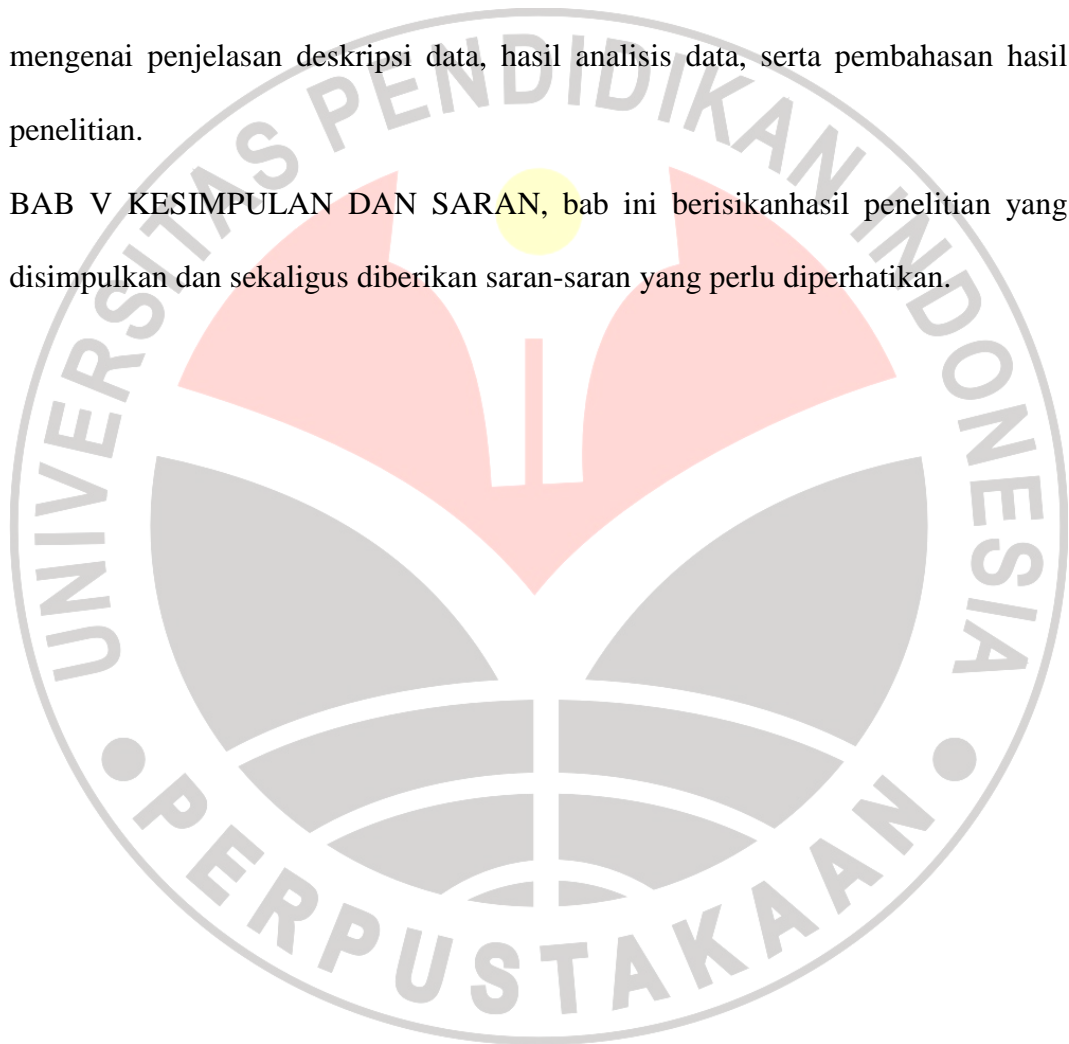 mengenai penjelasan deskripsi data, hasil analisis data, serta pembahasan hasil
penelitian.
BAB V KESIMPULAN DAN SARAN, bab ini berisikanhasil penelitian yang
disimpulkan dan sekaligus diberikan saran-saran yang perlu diperhatikan.
UNIVERSITAS PENDIDIKAN INDONESIA
PERPUSTAKAAN